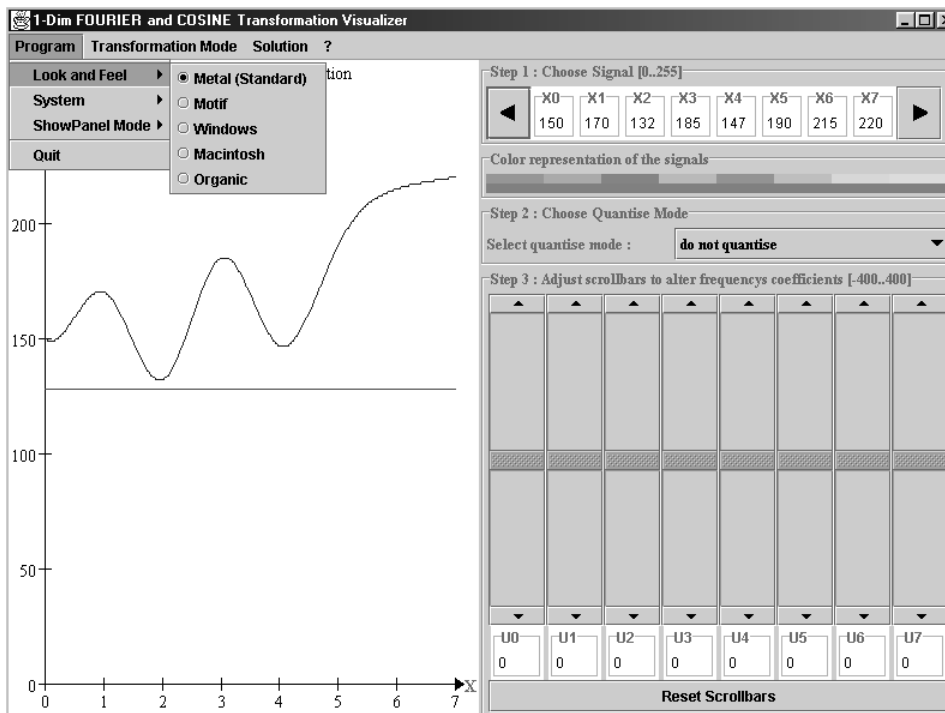 1-Dim FOURIER and COSINE Transformation Visualizer
Program Transformation Mode Solution ?
Look and Feel
System
ShowPanel Mode
Quit
Metal (Standard)
Motif
Windows
Macintosh
Organic
tion
200
150
100
50
0
0 1 2 3 4 5 6 7
X
Step 1 : Choose Signal [0..255]
X0 X1 X2 X3 X4 X5 X6 X7
150 170 132 185 147 190 215 220
Color representation of the signals
Step 2 : Choose Quantise Mode
Select quantise mode : do not quantise
Step 3 : Adjust scrollbars to alter frequencys coefficients [-400..400]
U0 U1 U2 U3 U4 U5 U6 U7
0 0 0 0 0 0 0 0
Reset Scrollbars